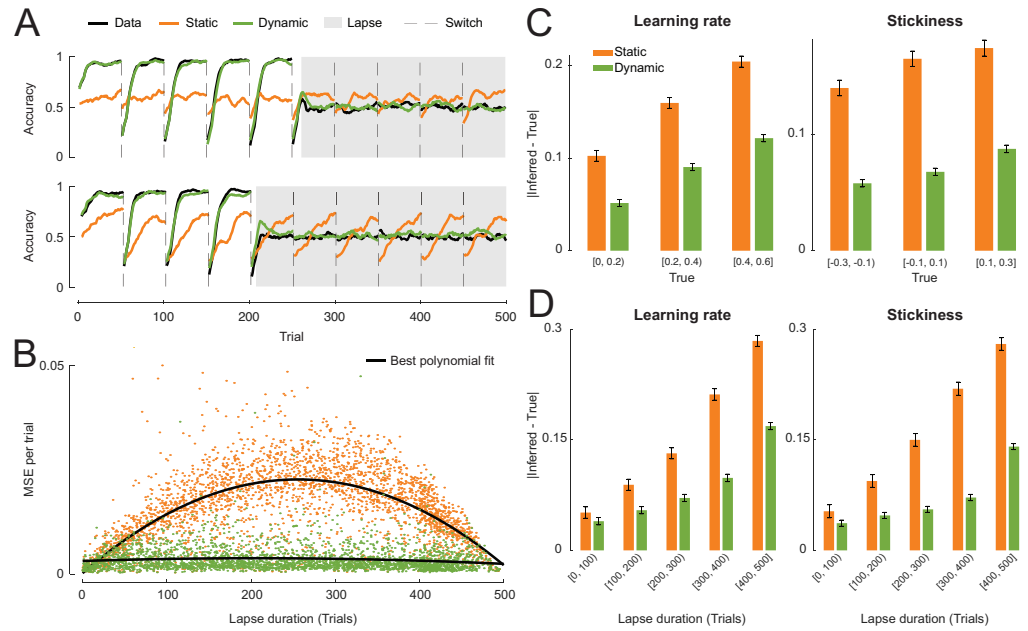 A
Data
Static
Dynamic
Lapse
Switch
1
Accuracy
0.5
0
1
Accuracy
0.5
0
0
100
200
300
400
500
Trial
B
Best polynomial fit
0.05
MSE per trial
0
0
100
200
300
400
500
Lapse duration (Trials)
C
Learning rate
Stickiness
Static
Dynamic
|Inferred - True|
0.2
0.1
0
[0, 0.2)
[0.2, 0.4)
[0.4, 0.6]
True
0.1
0
[-0.3, -0.1)
[-0.1, 0.1)
[0.1, 0.3]
True
D
Learning rate
Stickiness
|Inferred - True|
0.3
0.15
0
[0, 100)
[100, 200)
[200, 300)
[300, 400)
[400, 500]
Lapse duration (Trials)
0.3
0.15
0
[0, 100)
[100, 200)
[200, 300)
[300, 400)
[400, 500]
Lapse duration (Trials)